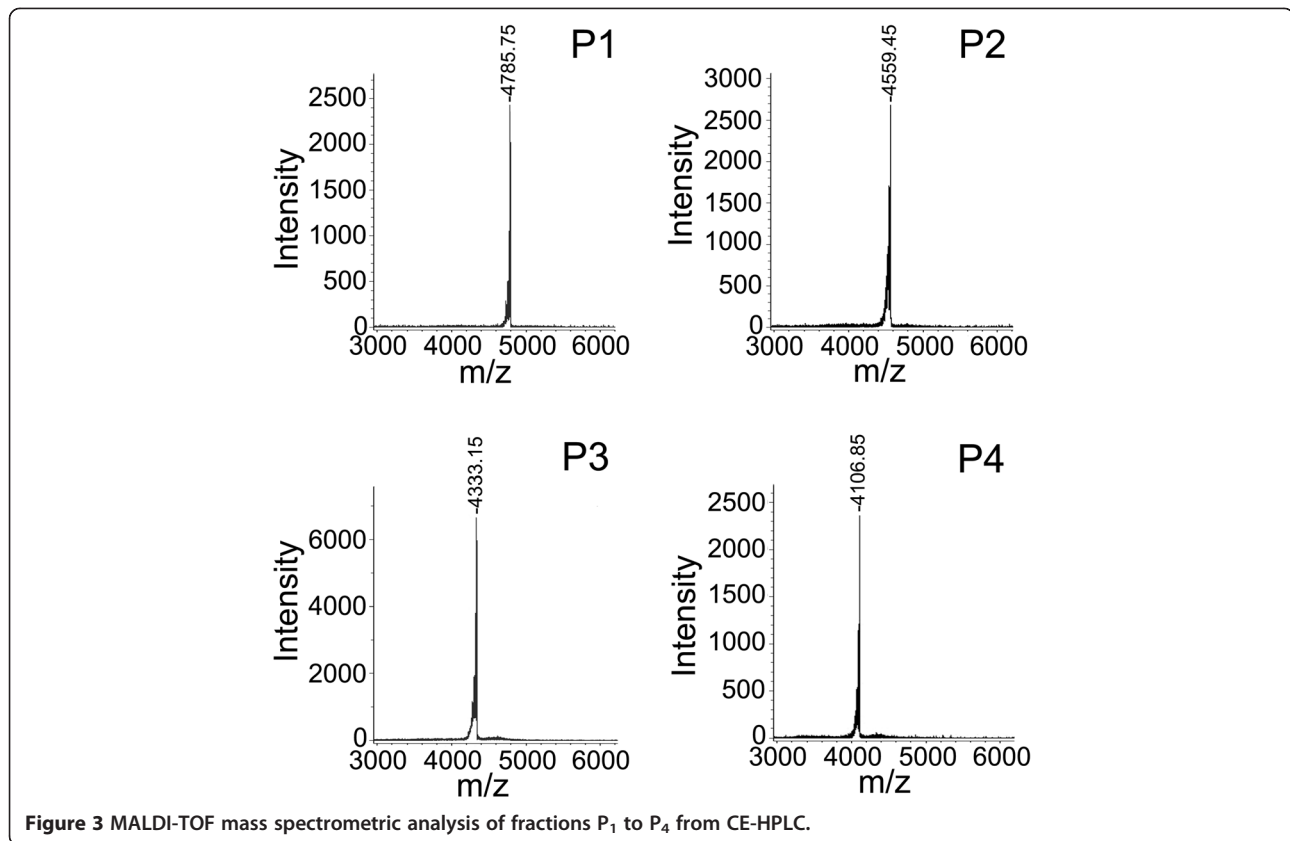 P1
4785.75
2500
2000
1500
1000
500
0
Intensity
3000 4000 5000 6000
m/z
P2
4559.45
3000
2500
2000
1500
1000
500
0
Intensity
3000 4000 5000 6000
m/z
P3
4333.15
6000
4000
2000
0
Intensity
3000 4000 5000 6000
m/z
P4
4106.85
2500
2000
1500
1000
500
0
Intensity
3000 4000 5000 6000
m/z
Figure 3 MALDI-TOF mass spectrometric analysis of fractions P₁ to P₄ from CE-HPLC.